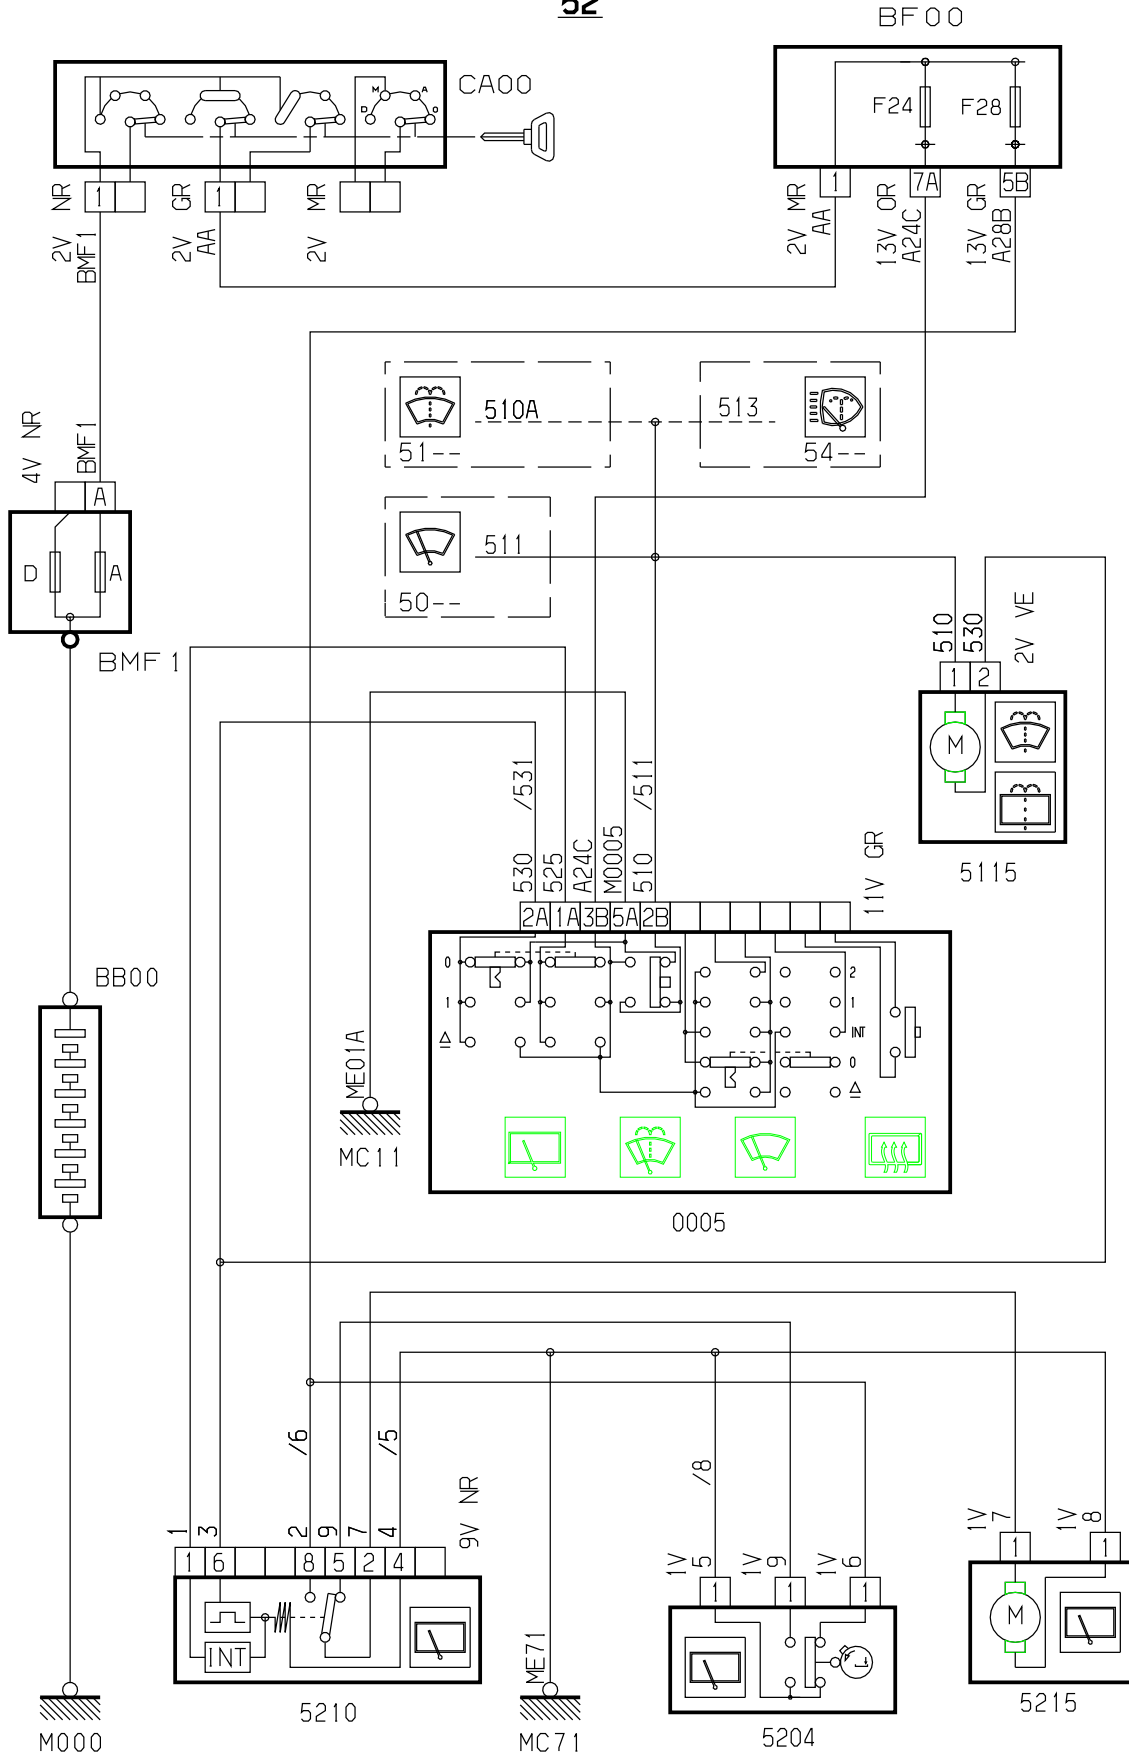 52
BF00
CA00
M
A
D
O
F24
F28
1
1
1
7A
5B
2V NR
BMF1
2V GR
AA
2V MR
2V MR
AA
13V OR
A24C
13V GR
A28B
510A
51--
513
54--
511
50--
4V NR
BMF1
A
D
A
BMF1
510
530
2V VE
1
2
M
5115
/531
/511
530
525
A24C
M0005
510
11V GR
2A
1A
3B
5A
2B
0
1
2
1
INT
0
0005
BB00
ME01A
MC11
/6
/5
/8
1
3
2
9
7
4
9V NR
1
6
8
5
2
4
INT
5210
ME71
MC71
1V 5
1V 9
1V 6
1
1
1
5204
1V 7
1V 8
1
1
M
5215
M000